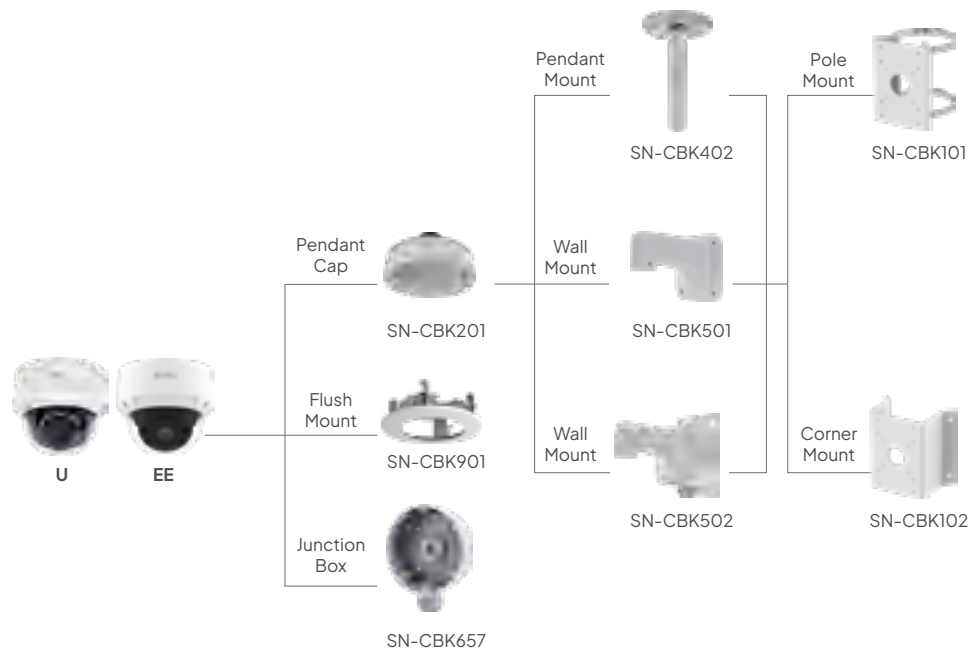 Pendant
Mount
SN-CBK402
Pole
Mount
SN-CBK101
Pendant
Cap
SN-CBK201
Wall
Mount
SN-CBK501
U
EE
Flush
Mount
SN-CBK901
Wall
Mount
SN-CBK502
Corner
Mount
SN-CBK102
Junction
Box
SN-CBK657